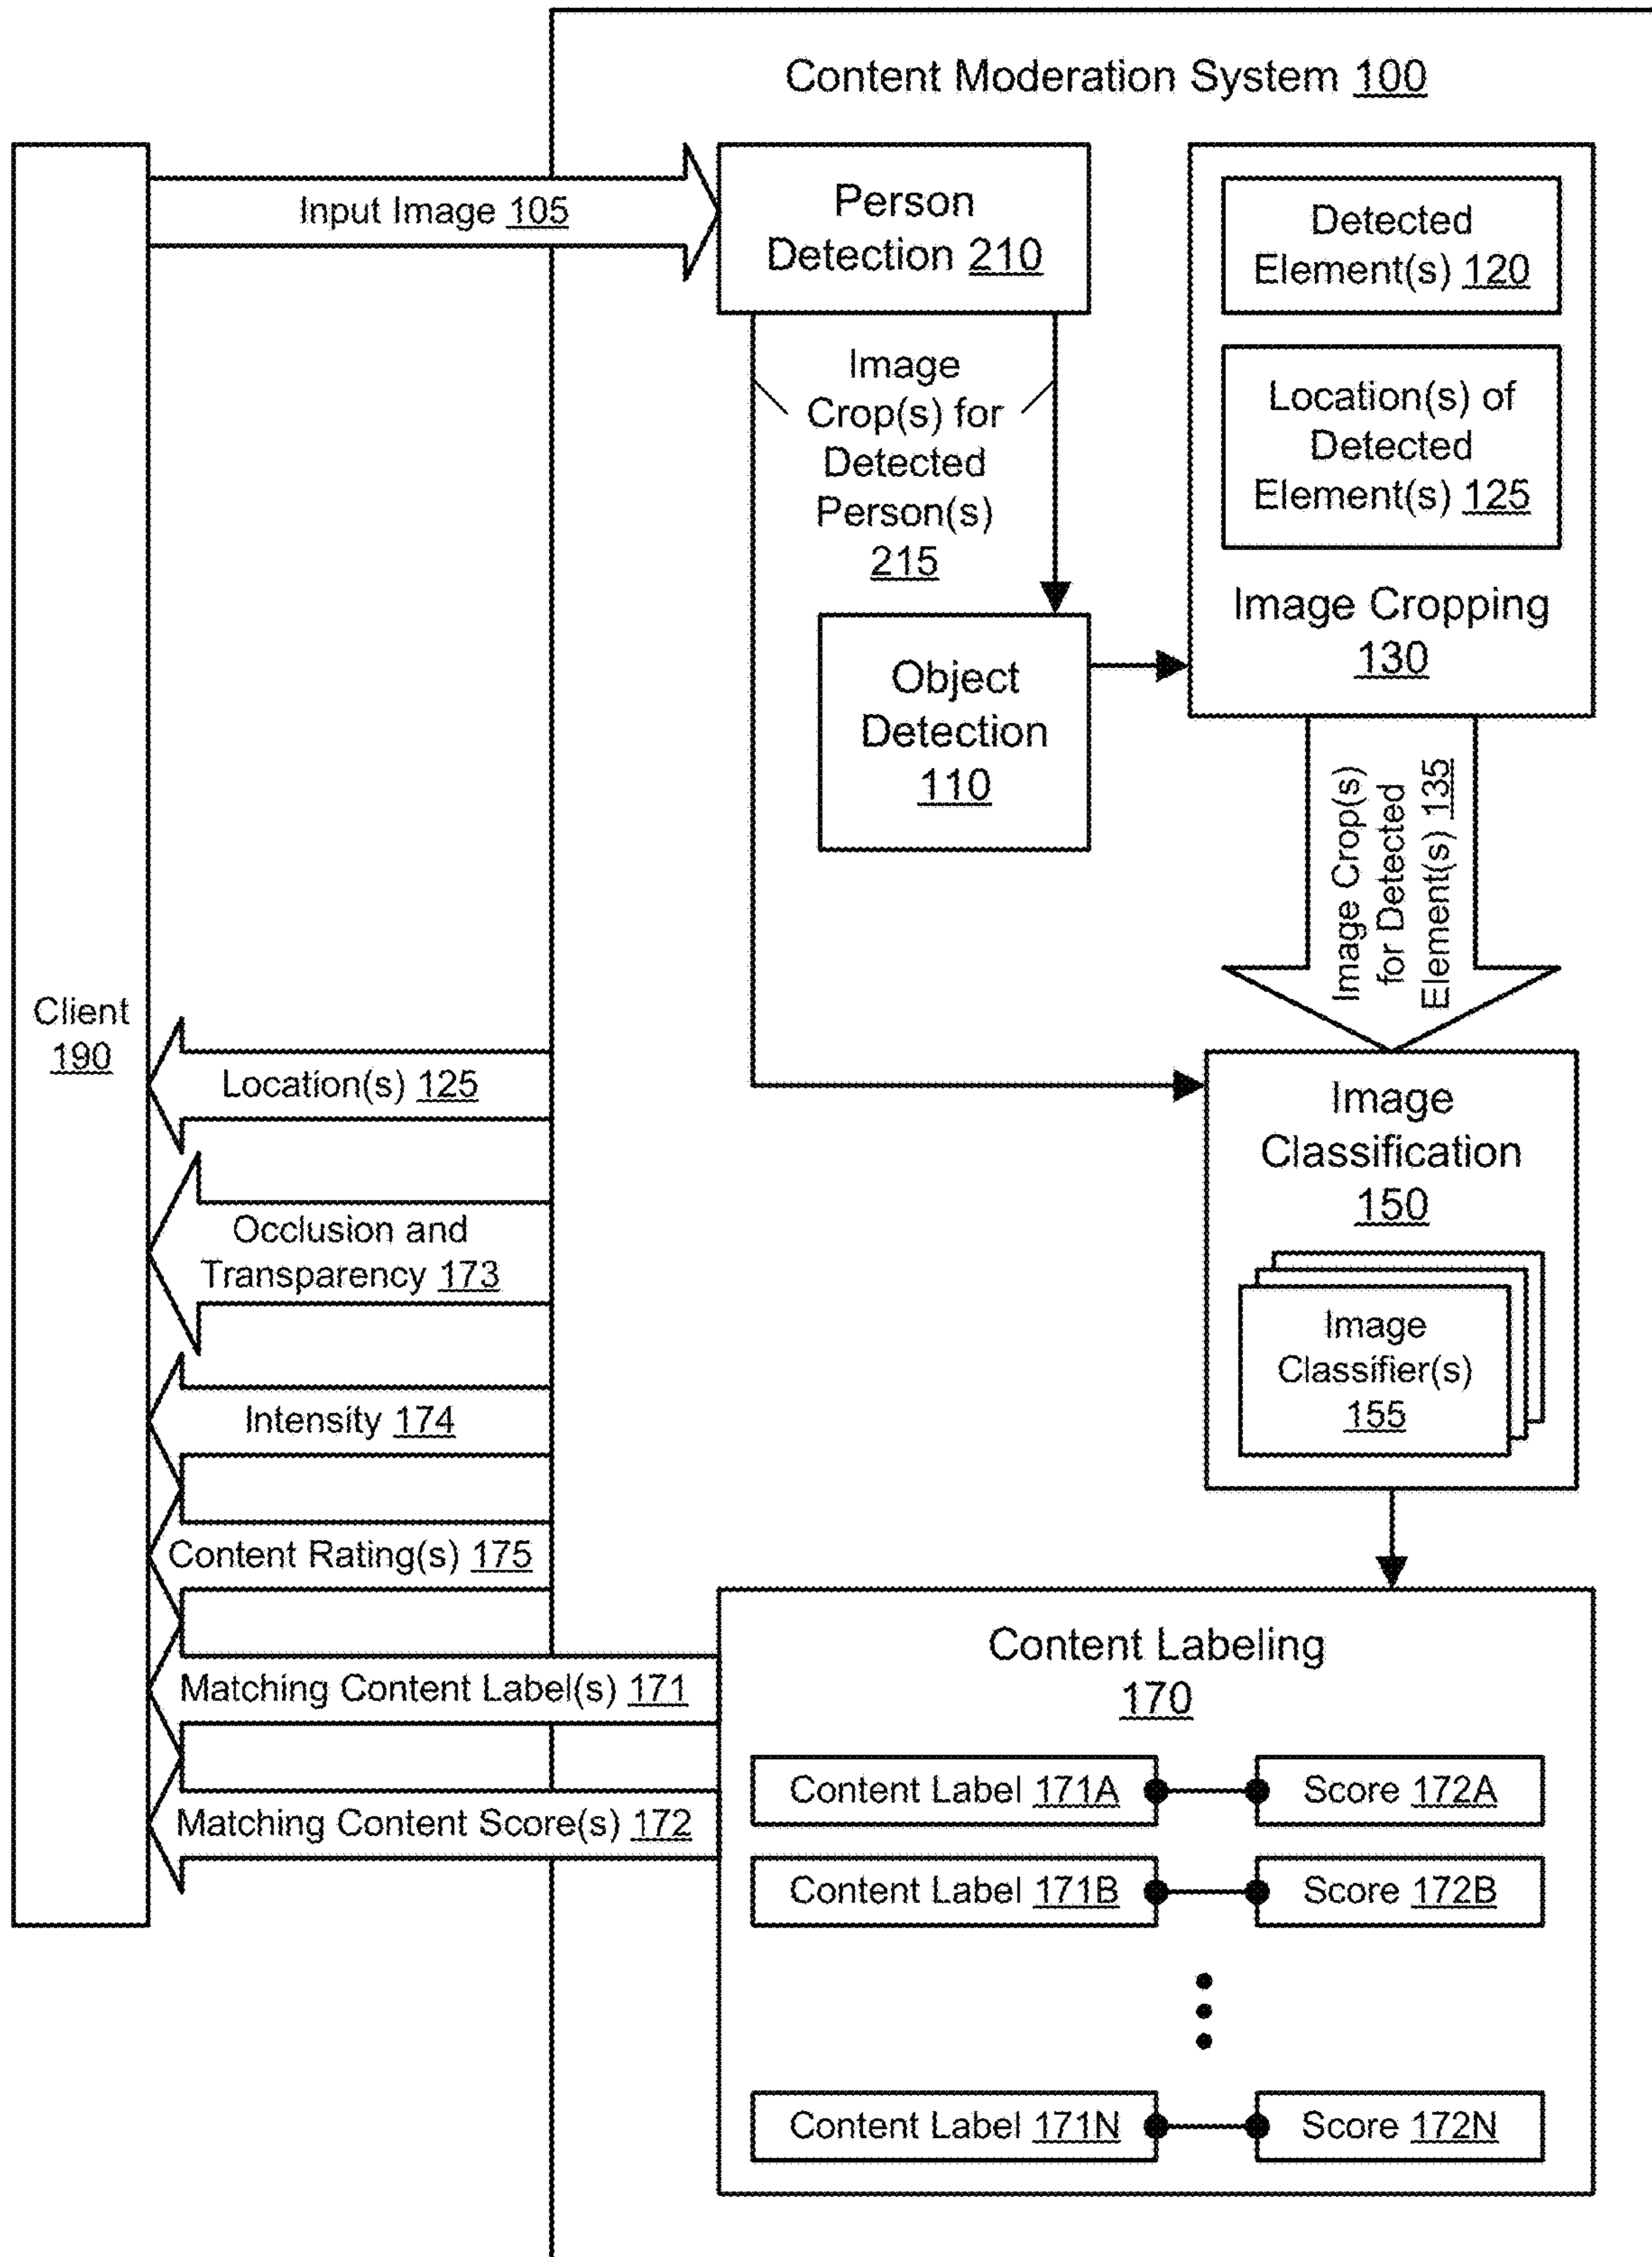 Content Moderation System 100
Input Image 105
Person
Detection 210
Detected
Element(s) 120
Location(s) of
Detected
Element(s) 125
Image Cropping
130
Image
Crop(s) for
Detected
Person(s)
215
Object
Detection
110
Image Crop(s)
for Detected
Element(s) 135
Client
190
Location(s) 125
Occlusion and
Transparency 173
Intensity 174
Content Rating(s) 175
Matching Content Label(s) 171
Matching Content Score(s) 172
Image
Classification
150
Image
Classifier(s)
155
Content Labeling
170
Content Label 171A
Score 172A
Content Label 171B
Score 172B
Content Label 171N
Score 172N